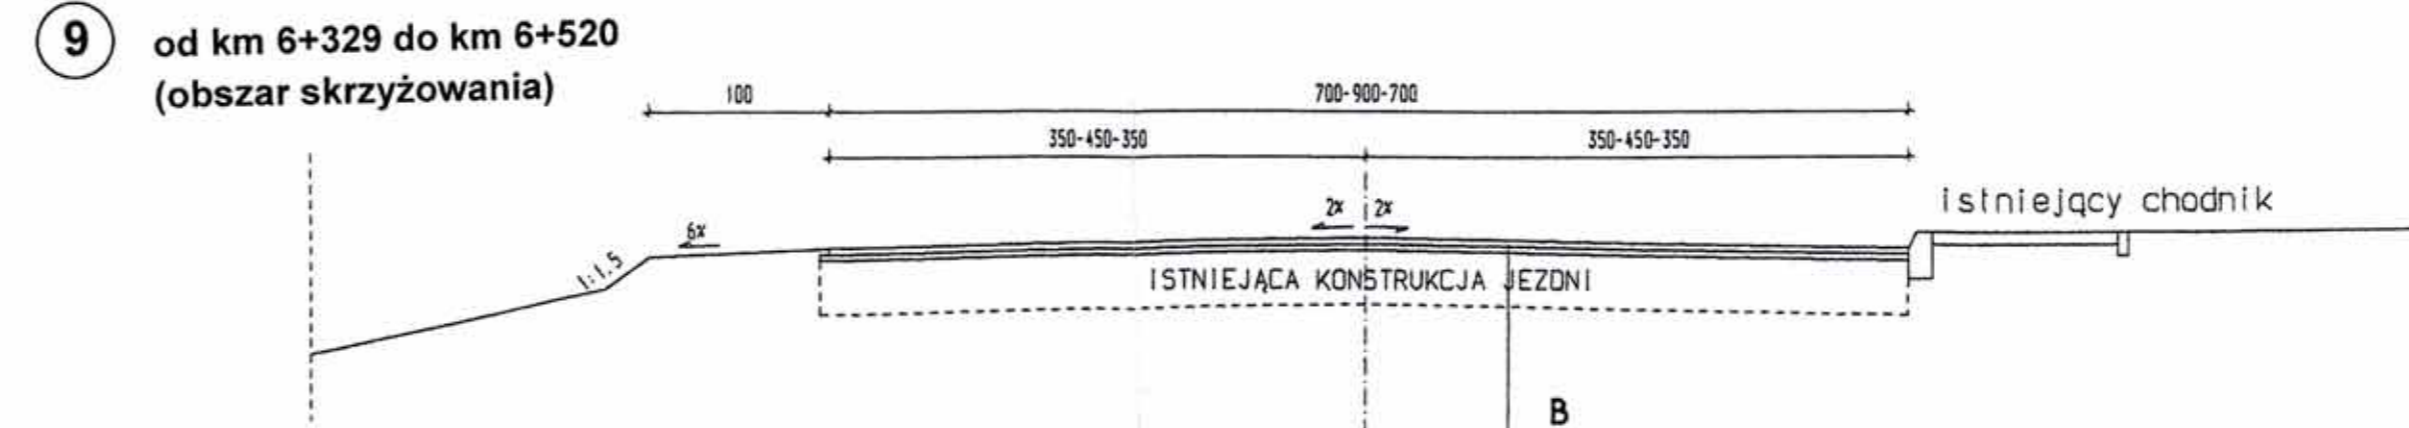 9 od km 6+329 do km 6+520
(obszar skrzyżowania)
100 700-900-700
350-450-350 350-450-350
istniejący chodnik
2% 2%
6%
1:1.5
ISTNIEJĄCA KONSTRUKCJA JEZDNI
B